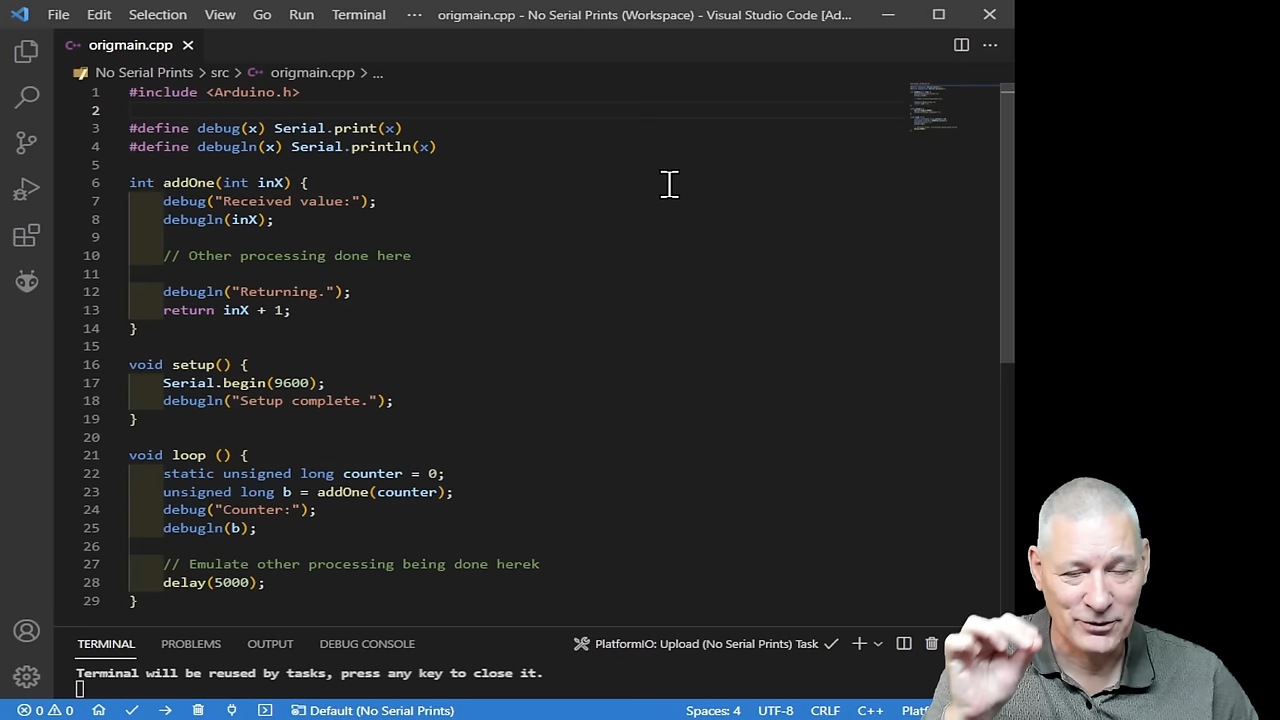 File Edit Selection View Go Run Terminal ··· origmain.cpp - No Serial Prints (Workspace) - Visual Studio Code [Ad...
origmain.cpp
No Serial Prints > src > origmain.cpp > ...
1 #include <Arduino.h>
2
3 #define debug(x) Serial.print(x)
4 #define debugln(x) Serial.println(x)
5
6 int addOne(int inX) {
7 debug("Received value:");
8 debugln(inX);
9
10 // Other processing done here
11
12 debugln("Returning.");
13 return inX + 1;
14 }
15
16 void setup() {
17 Serial.begin(9600);
18 debugln("Setup complete.");
19 }
20
21 void loop () {
22 static unsigned long counter = 0;
23 unsigned long b = addOne(counter);
24 debug("Counter:");
25 debugln(b);
26
27 // Emulate other processing being done herek
28 delay(5000);
29 }
TERMINAL PROBLEMS OUTPUT DEBUG CONSOLE PlatformIO: Upload (No Serial Prints) Task
Terminal will be reused by tasks, press any key to close it.
0 0 Default (No Serial Prints) Spaces: 4 UTF-8 CRLF C++ Platf